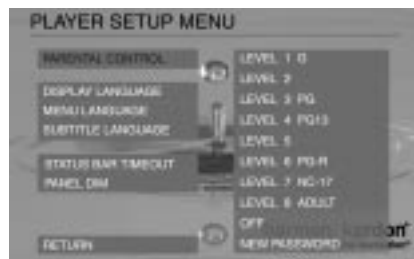 PLAYER SETUP MENU
PARENTAL CONTROL
DISPLAY LANGUAGE
MENU LANGUAGE
SUBTITLE LANGUAGE
STATUS BAR TIMEOUT
PANEL DIM
RETURN
LEVEL 1 G
LEVEL 2
LEVEL 3 PG
LEVEL 4 PG13
LEVEL 5
LEVEL 6 PG-R
LEVEL 7 NC-17
LEVEL 8 ADULT
OFF
harman kardon
NEW PASSWORD